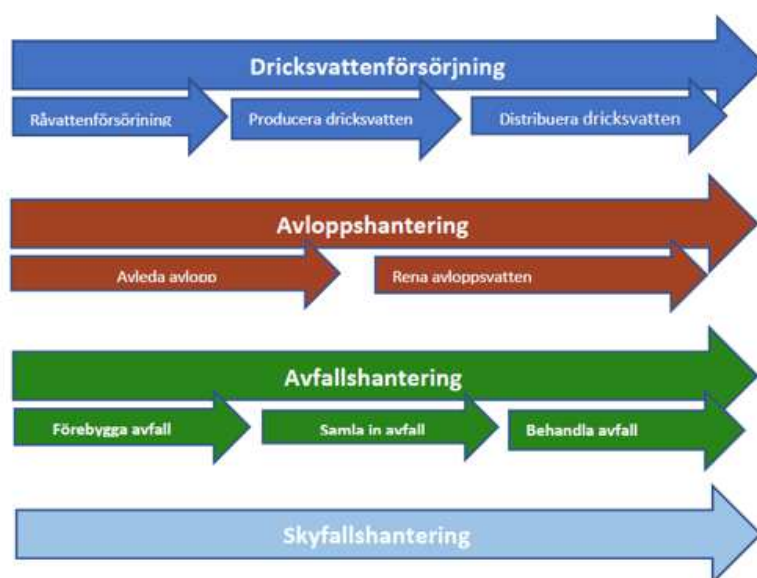 Dricksvattenförsörjning
Råvattenförsörjning
Producera dricksvatten
Distribuera dricksvatten
Avloppshantering
Avleda avlopp
Rena avloppsvatten
Avfallshantering
Förebygga avfall
Samla in avfall
Behandla avfall
Skyfallshantering